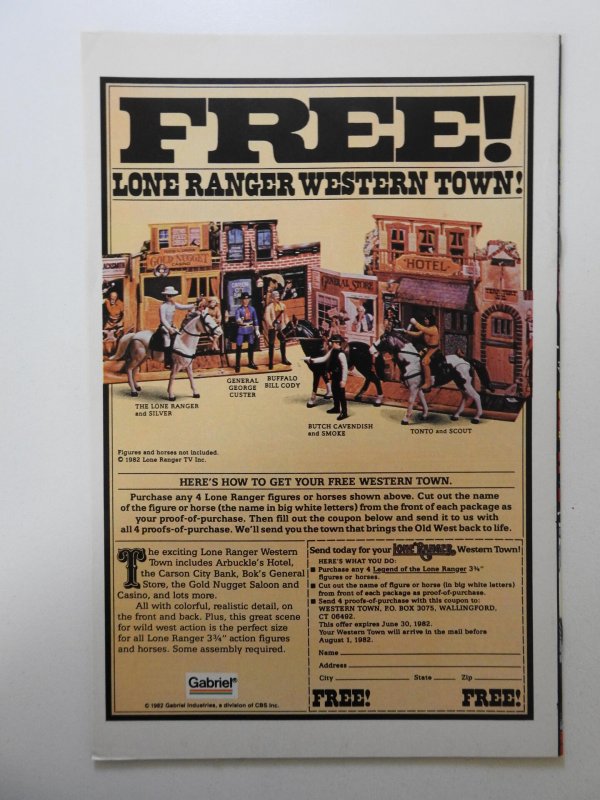 FREE!
LONE RANGER WESTERN TOWN!
GOLD NUGGET
CASINO
GENERAL STORE
HOTEL
THE LONE RANGER
and SILVER
GENERAL
GEORGE
CUSTER
BUFFALO
BILL CODY
BUTCH CAVENDISH
and SMOKE
TONTO and SCOUT
Figures and horses not included.
© 1982 Lone Ranger TV Inc.
HERE'S HOW TO GET YOUR FREE WESTERN TOWN.
Purchase any 4 Lone Ranger figures or horses shown above. Cut out the name
of the figure or horse (the name in big white letters) from the front of each package as
your proof-of-purchase. Then fill out the coupon below and send it to us with
all 4 proofs-of-purchase. We'll send you the town that brings the Old West back to life.
The exciting Lone Ranger Western
Town includes Arbuckle's Hotel,
the Carson City Bank, Bok's General
Store, the Gold Nugget Saloon and
Casino, and lots more.
All with colorful, realistic detail, on
the front and back. Plus, this great scene
for wild west action is the perfect size
for all Lone Ranger 3¾" action figures
and horses. Some assembly required.
Gabriel®
© 1982 Gabriel Industries, a division of CBS Inc.
Send today for your LONE RANGER Western Town!
HERE'S WHAT YOU DO:
■ Purchase any 4 Legend of the Lone Ranger 3¾"
figures or horses.
■ Cut out name of figure or horse (in big white letters)
from front of each package as proof-of-purchase.
■ Send 4 proofs-of-purchase with this coupon to:
WESTERN TOWN, P.O. BOX 3075, WALLINGFORD,
CT 06492.
This offer expires June 30, 1982.
Your Western Town will arrive in the mail before
August 1, 1982.
Name
Address
City State Zip
FREE! FREE!